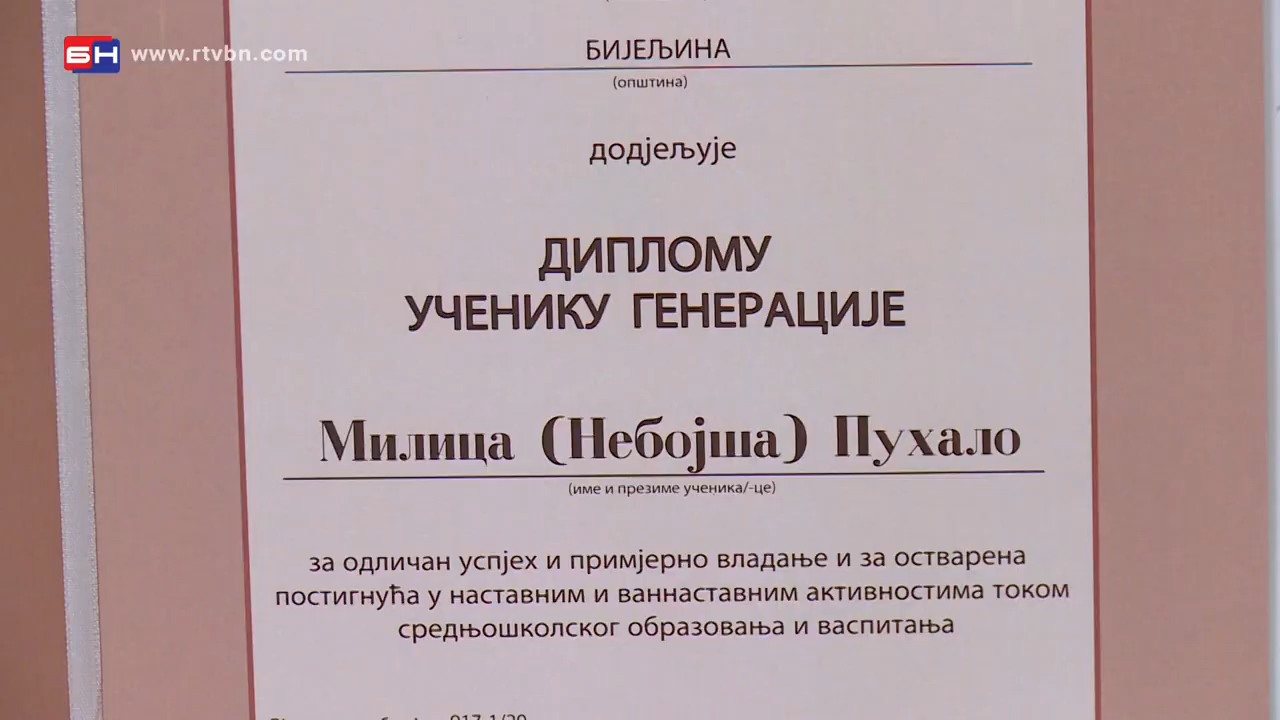 БН www.rtvbn.com
БИЈЕЉИНА
(општина)
додјељује
ДИПЛОМУ
УЧЕНИКУ ГЕНЕРАЦИЈЕ
Милица (Небојша) Пухало
(име и презиме ученика/-це)
за одличан успјех и примјерно владање и за остварена
постигнућа у наставним и ваннаставним активностима током
средњошколског образовања и васпитања